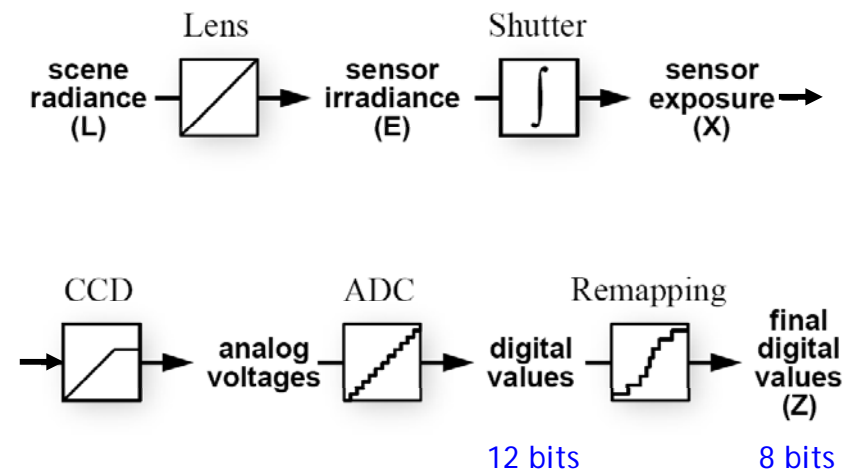 Lens
Shutter
scene
radiance
(L)
sensor
irradiance
(E)
∫
sensor
exposure
(X)
CCD
ADC
Remapping
analog
voltages
digital
values
final
digital
values
(Z)
12 bits
8 bits